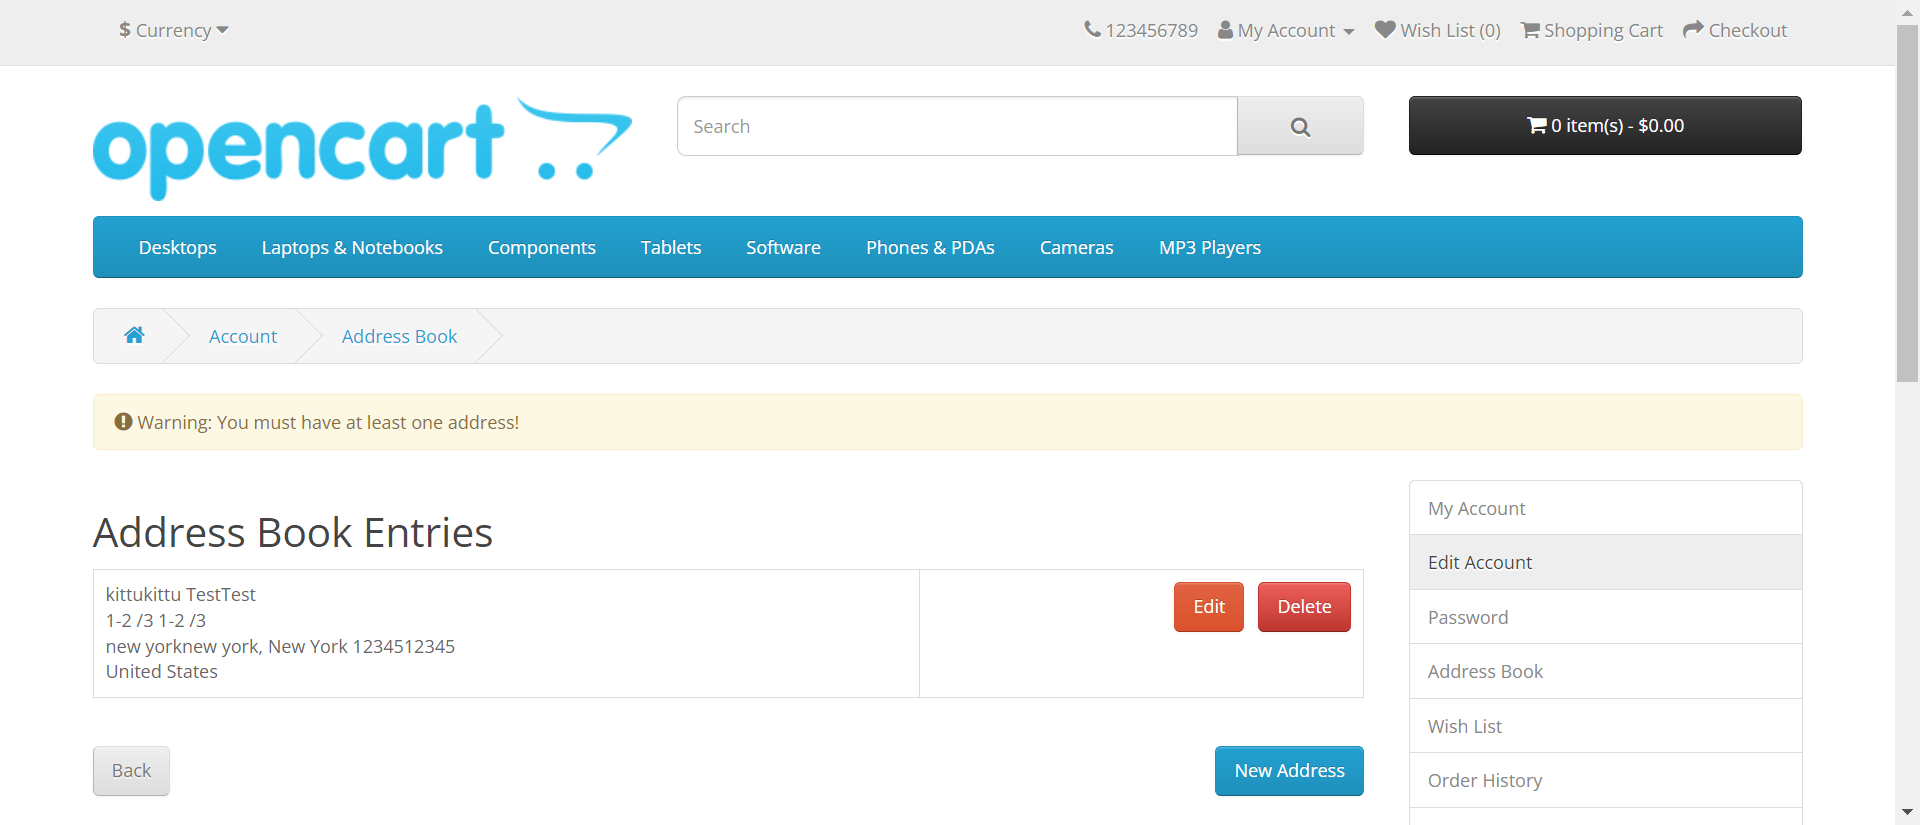 $ Currency
123456789 My Account Wish List (0) Shopping Cart Checkout
opencart
Search
0 item(s) - $0.00
Desktops Laptops & Notebooks Components Tablets Software Phones & PDAs Cameras MP3 Players
Account Address Book
Warning: You must have at least one address!
Address Book Entries
kittukittu TestTest
1-2 /3 1-2 /3
new yorknew york, New York 1234512345
United States
Edit Delete
Back
New Address
My Account
Edit Account
Password
Address Book
Wish List
Order History